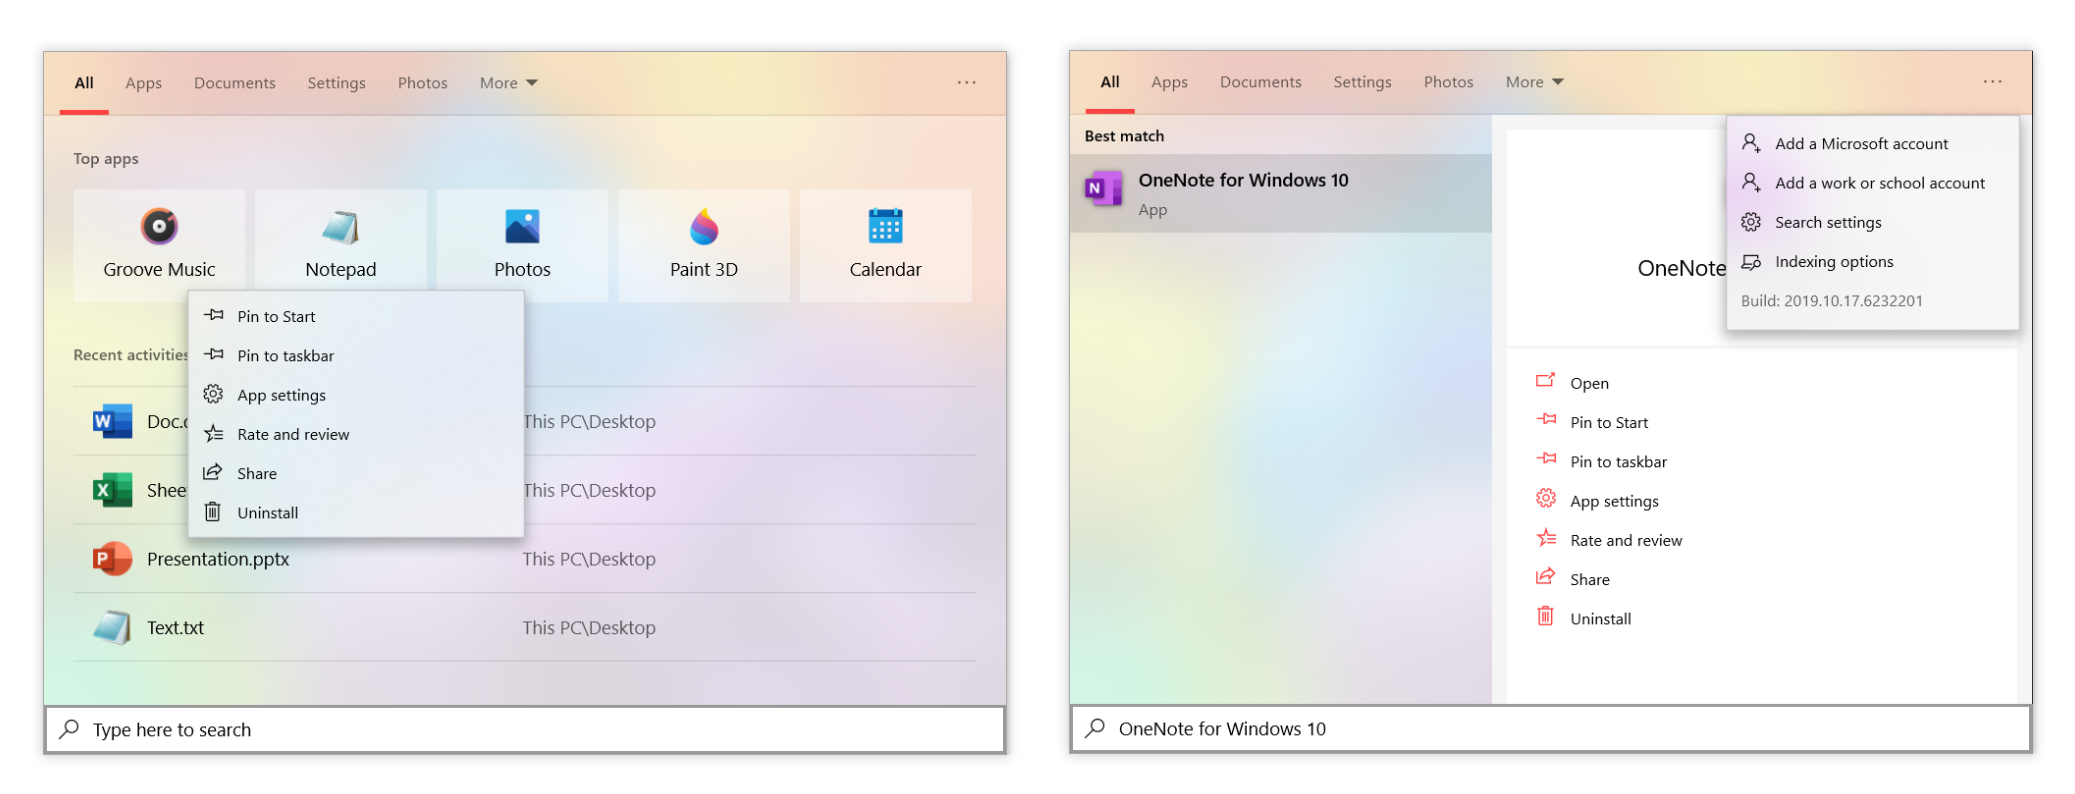 All Apps Documents Settings Photos More
Top apps
Groove Music Notepad Photos Paint 3D Calendar
Pin to Start
Pin to taskbar
App settings
Rate and review
Share
Uninstall
Recent activities
This PC\Desktop
This PC\Desktop
Presentation.pptx This PC\Desktop
Text.txt This PC\Desktop
Type here to search
All Apps Documents Settings Photos More
Best match
OneNote for Windows 10
App
OneNote
Add a Microsoft account
Add a work or school account
Search settings
Indexing options
Build: 2019.10.17.6232201
Open
Pin to Start
Pin to taskbar
App settings
Rate and review
Share
Uninstall
OneNote for Windows 10